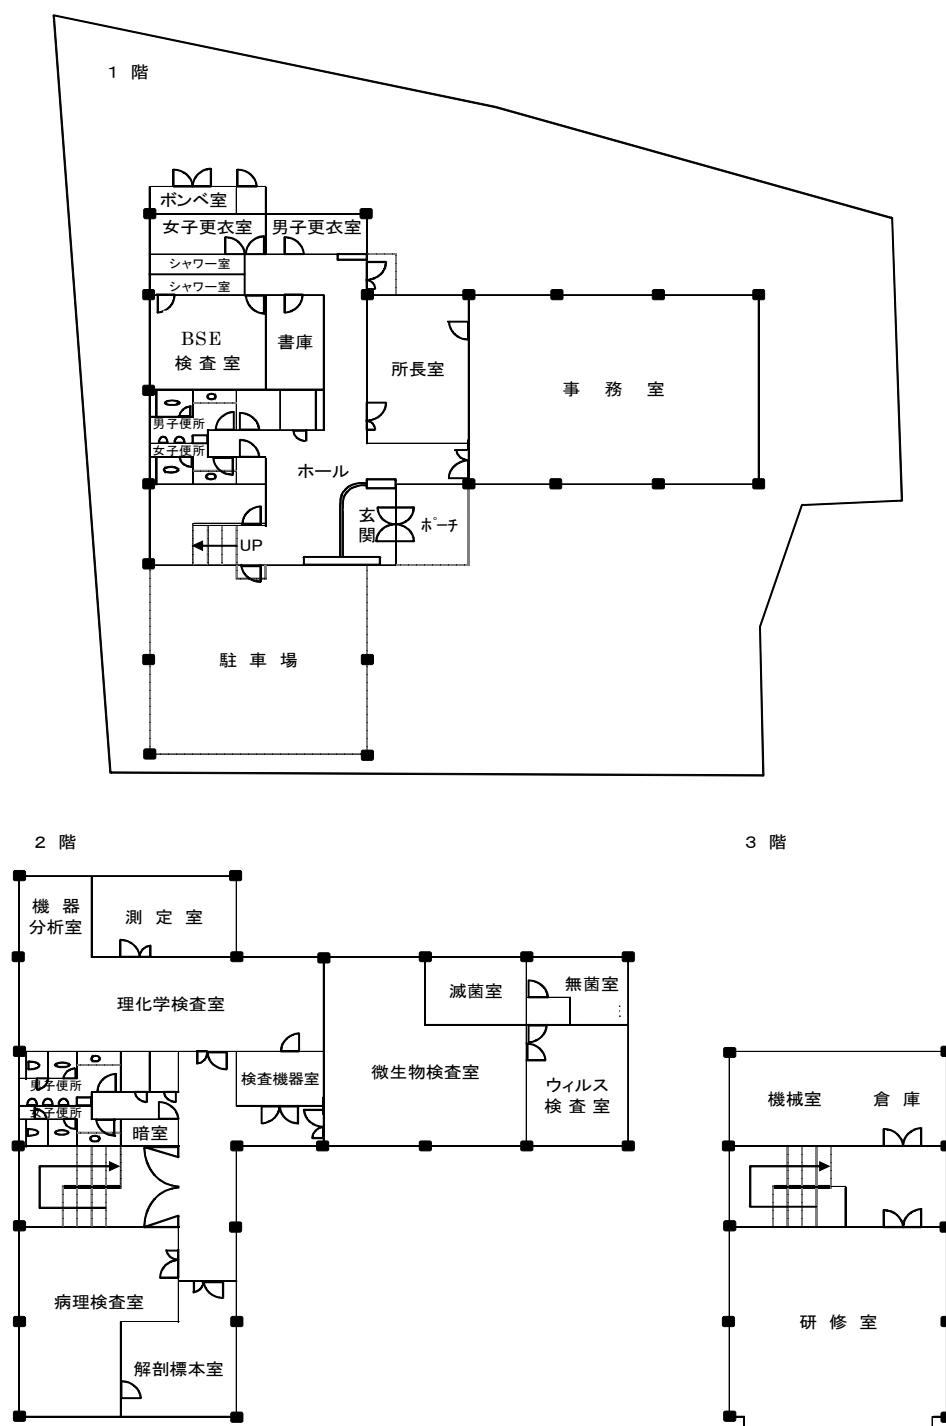 1 階
ボンベ室
女子更衣室
男子更衣室
シャワー室
シャワー室
BSE
検 査 室
書庫
所長室
事 務 室
男子便所
女子便所
ホール
玄
関
ポーチ
UP
駐 車 場
2 階
3 階
機 器
分析室
測 定 室
理化学検査室
滅菌室
無菌室
検査機器室
微生物検査室
ウィルス
検 査 室
男子便所
女子便所
暗室
機械室
倉 庫
病理検査室
解剖標本室
研 修 室